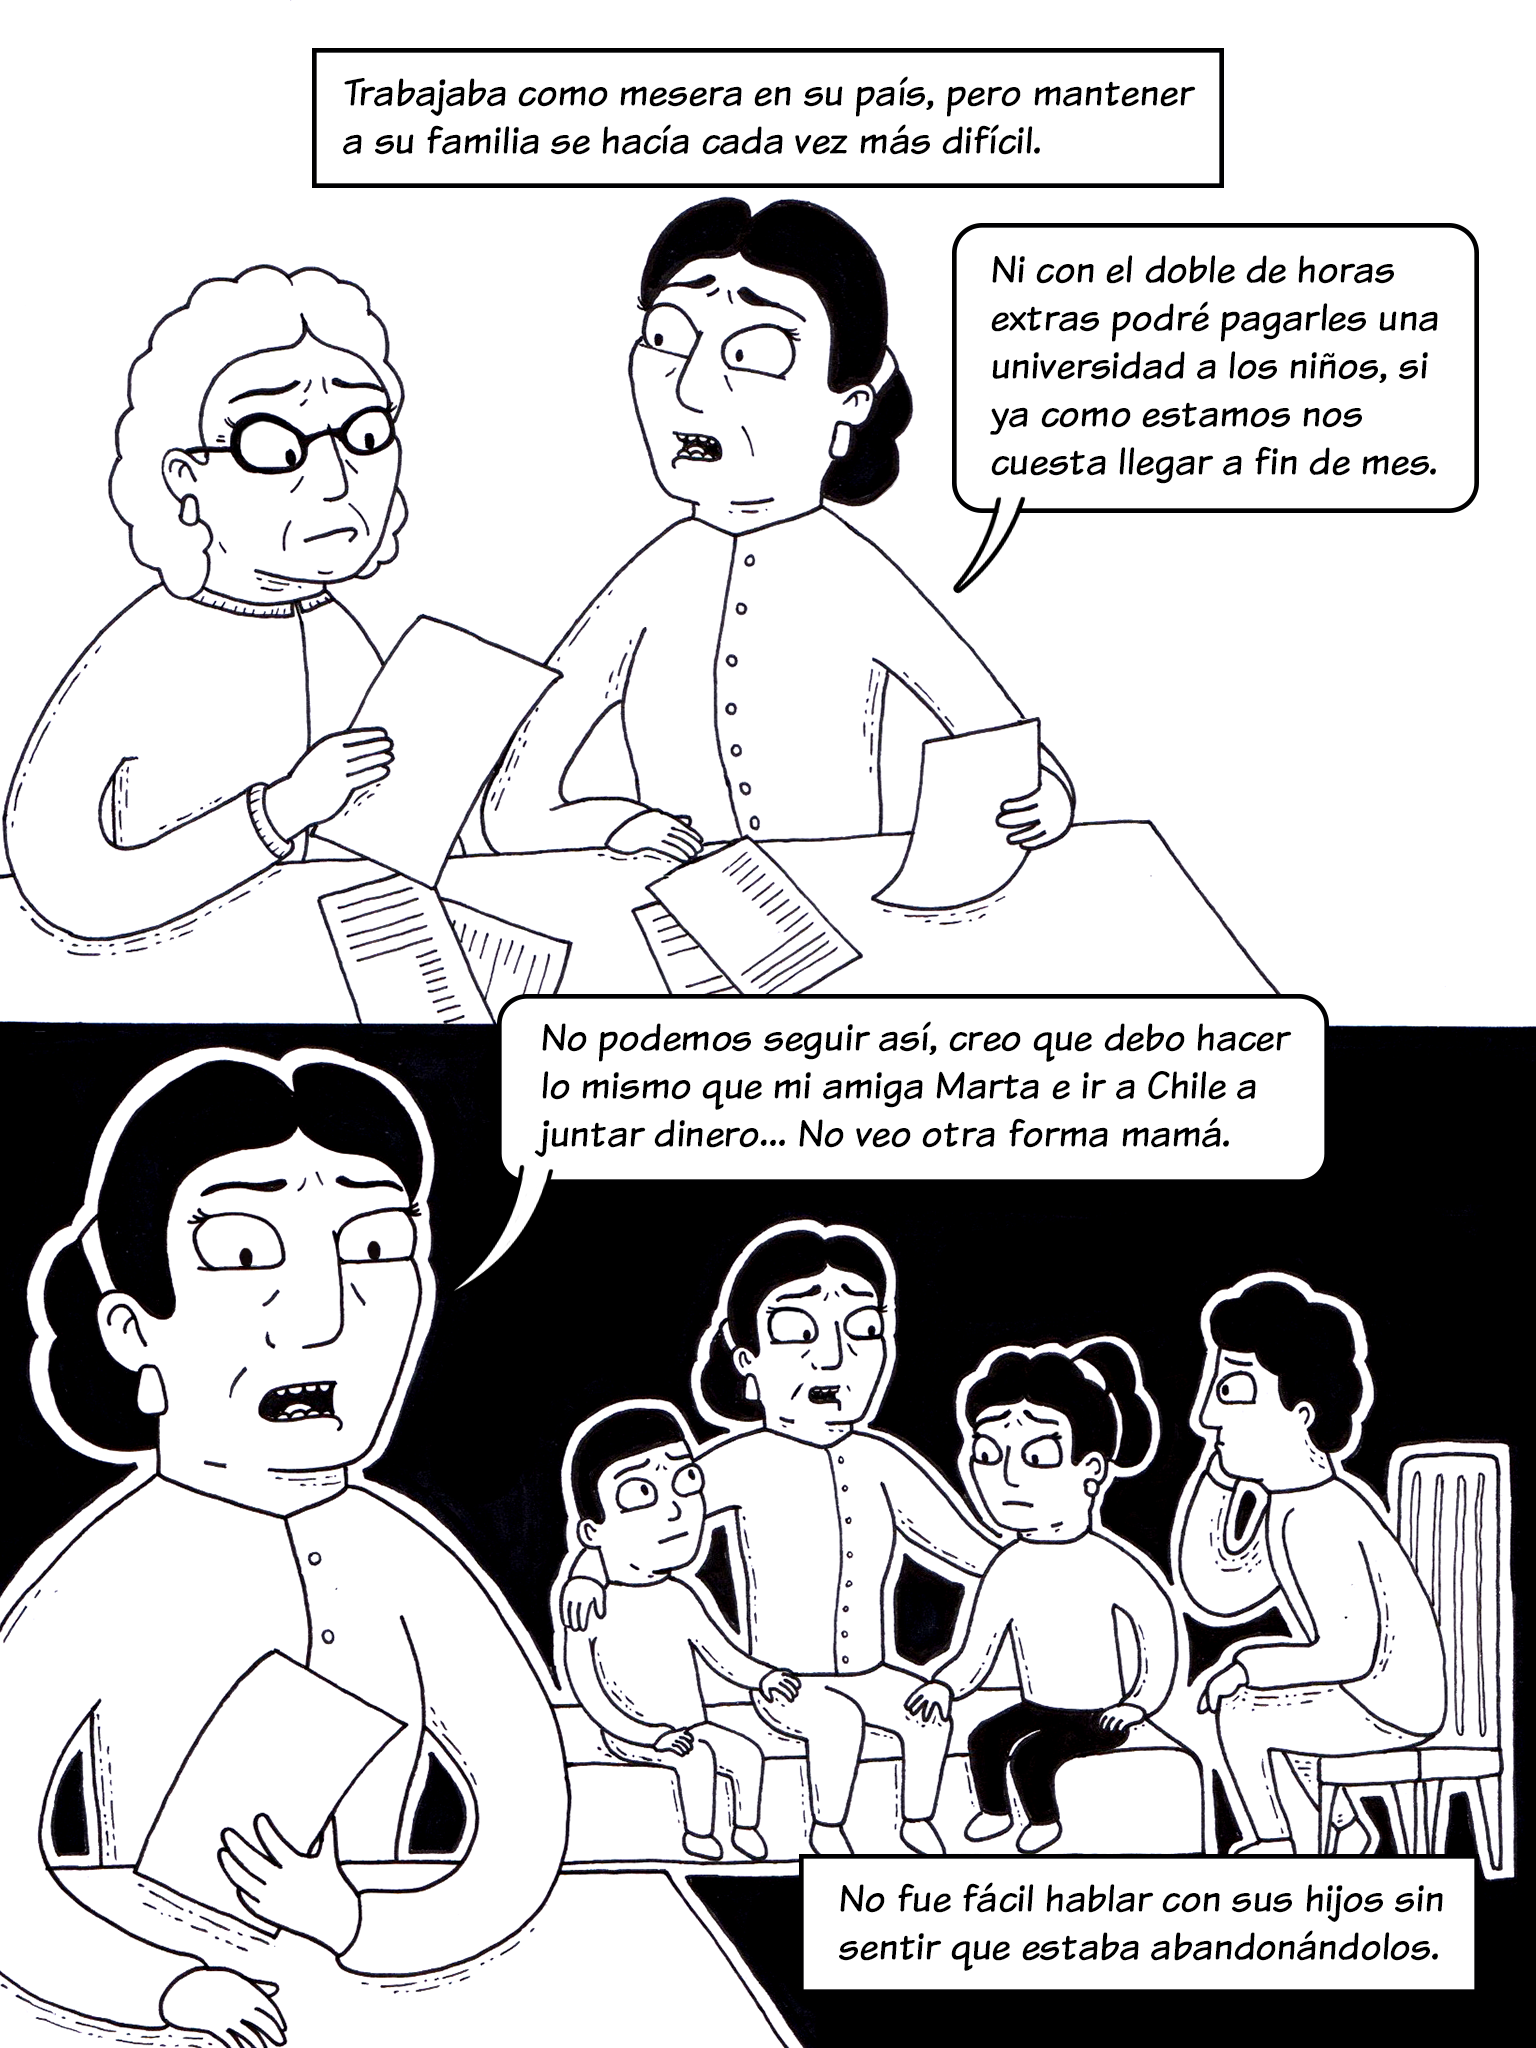 Trabajaba como mesera en su país, pero mantener
a su familia se hacía cada vez más difícil.
Ni con el doble de horas
extras podré pagarles una
universidad a los niños, si
ya como estamos nos
cuesta llegar a fin de mes.
No podemos seguir así, creo que debo hacer
lo mismo que mi amiga Marta e ir a Chile a
juntar dinero... No veo otra forma mamá.
No fue fácil hablar con sus hijos sin
sentir que estaba abandonándolos.